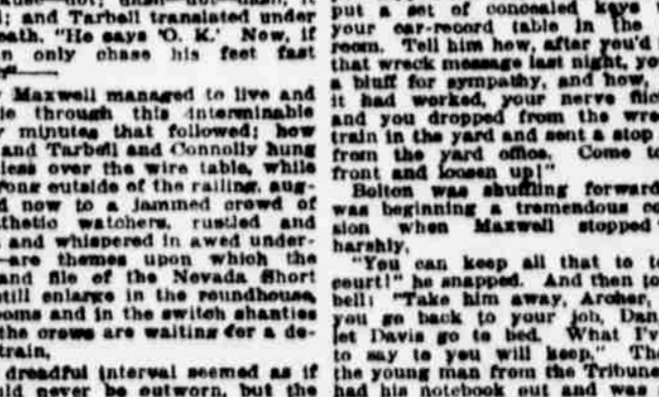 l; and Tarbell translated under
eath. "He says 'O. K.' Now, if
n only chase his feet fast
Maxwell managed to live and
through this interminable
minutes that followed; how
and Tarbell and Connolly hung
less over the wire table, while
outside of the railing, aug-
d now to a jammed crowd of
thetic watchers, rustled and
and whispered in awed under-
—are themes upon which the
and file of the Nevada Short
still enlarge in the roundhouse,
ooms and in the switch shanties
the crews are waiting for a de-
train.
dreadful interval seemed as if
uld never be outworn, but the
put a set of concealed keys
your car-record table in the
room. Tell him how, after you'd
that wreck message last night, yo
a bluff for sympathy, and how,
it had worked, your nerve flic
and you dropped from the wre
train in the yard and sent a stop
from the yard office. Come to
front and loosen up!"
Bolton was shuffling forward
was beginning a tremendous co
sion when Maxwell stopped
harshly.
"You can keep all that to t
court!" he snapped. And then to
bell: "Take him away, Archer,
you go back to your job, Dan
let Davis go to bed. What I'v
to say to you will keep." Th
the young man from the Tribune
had his notebook out and was